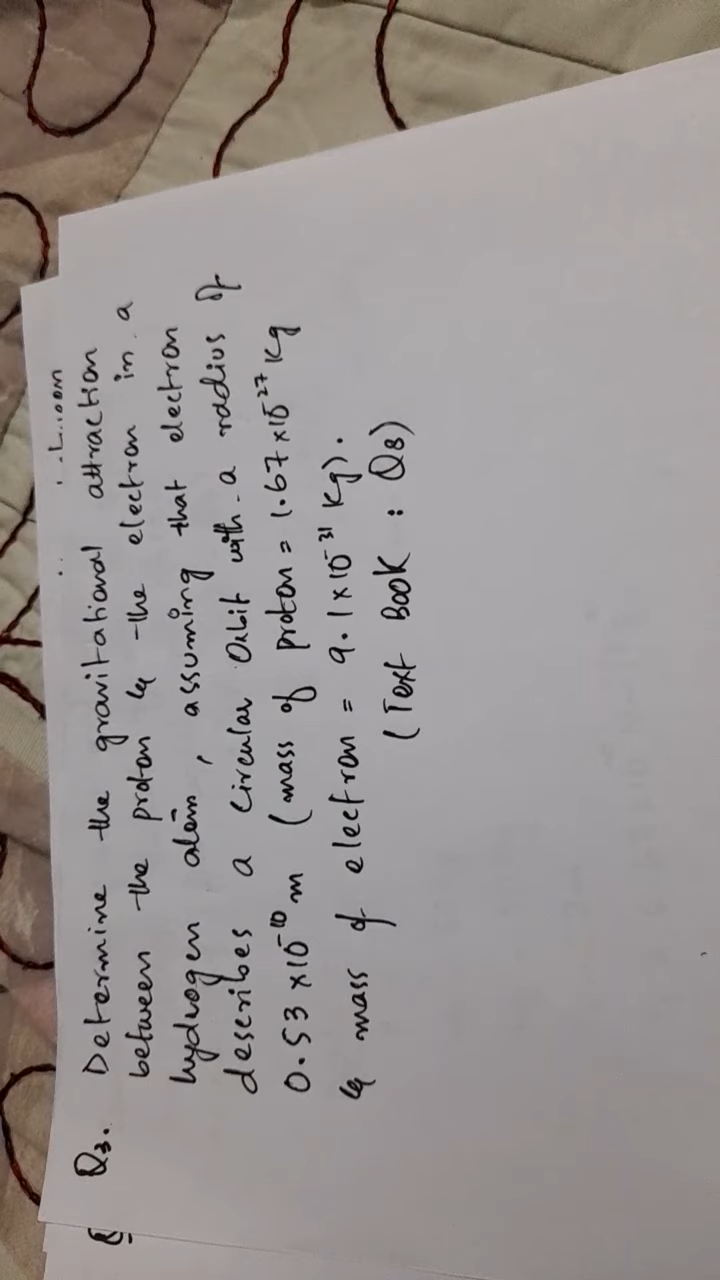 Q3. Determine the gravitational attraction
between the proton & the electron in a
hydrogen atom, assuming that electron
describes a circular orbit with a radius of
0.53 ×10⁻¹⁰ m (mass of proton = 1.67×10⁻²⁷ Kg
& mass of electron = 9.1×10⁻³¹ Kg).
(Text Book : Q8)